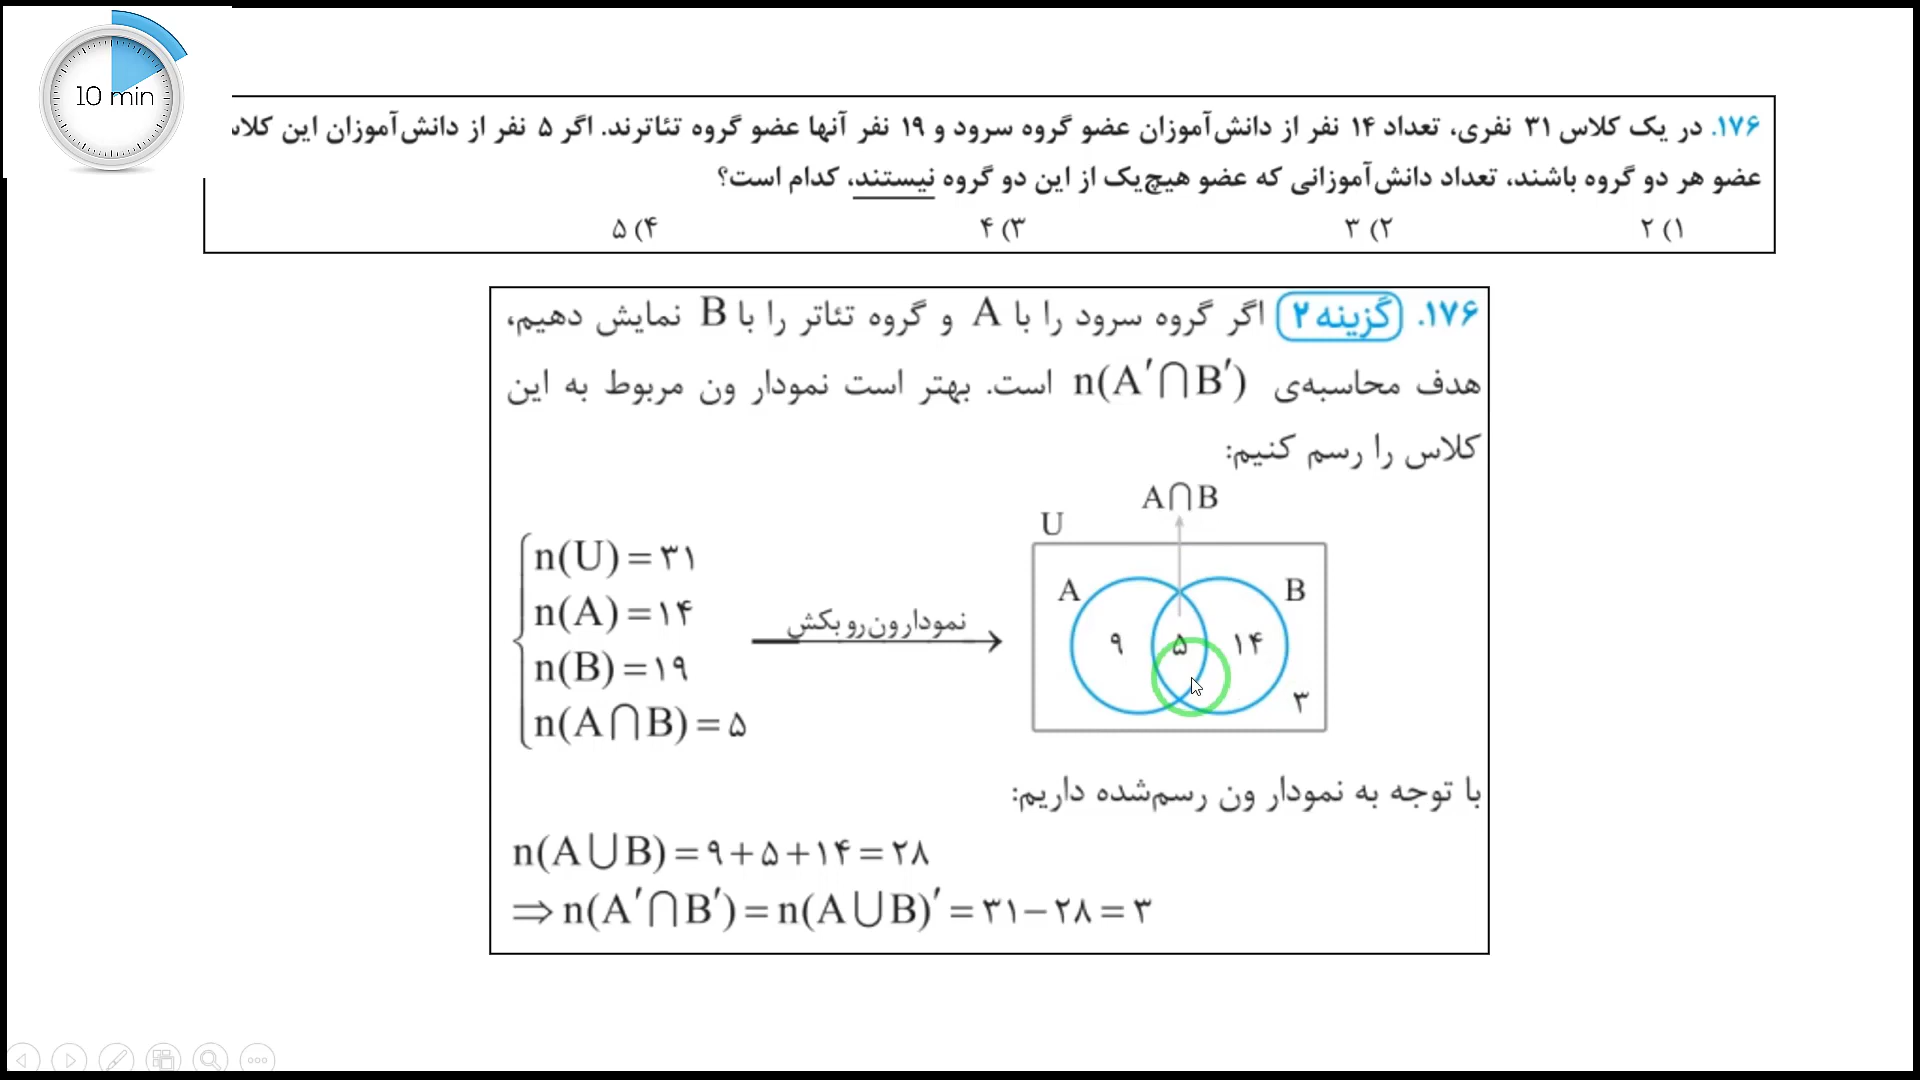 10 min
۱۷۶. در یک کلاس ۳۱ نفری، تعداد ۱۴ نفر از دانش‌آموزان عضو گروه سرود و ۱۹ نفر آنها عضو گروه تئاترند. اگر ۵ نفر از دانش‌آموزان این
عضو هر دو گروه باشند، تعداد دانش‌آموزانی که عضو هیچ‌یک از این دو گروه نیستند، کدام است؟
۱) ۲ ۲) ۳ ۳) ۴ ۴) ۵
۱۷۶. گزینه ۲ اگر گروه سرود را با A و گروه تئاتر را با B نمایش دهیم،
هدف محاسبه‌ی n(A′∩B′) است. بهتر است نمودار ون مربوط به این
کلاس را رسم کنیم:
A∩B
U
n(U)=۳۱
n(A)=۱۴
n(B)=۱۹
n(A∩B)=۵
نمودار ون رو بکش
A B
۹ ۵ ۱۴
۳
با توجه به نمودار ون رسم‌شده داریم:
n(A∪B)=۹+۵+۱۴=۲۸
⇒n(A′∩B′)=n(A∪B)′=۳۱−۲۸=۳